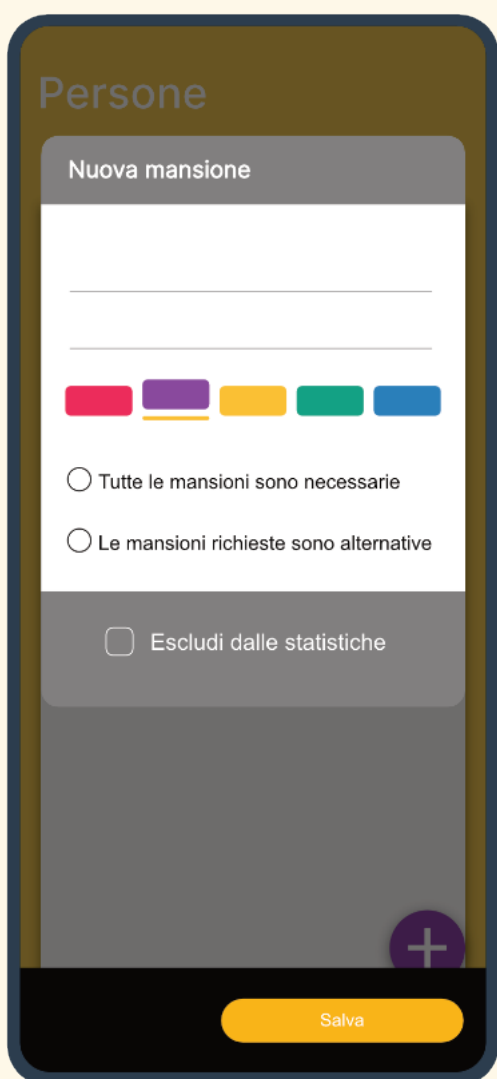 Persone
Nuova mansione
Tutte le mansioni sono necessarie
Le mansioni richieste sono alternative
Escludi dalle statistiche
Salva